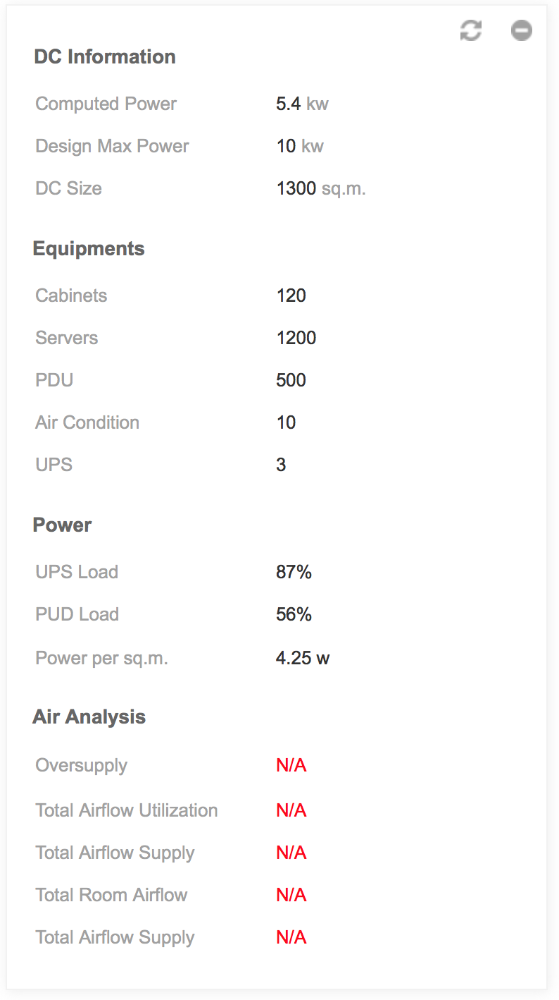 DC Information
Computed Power 5.4 kw
Design Max Power 10 kw
DC Size 1300 sq.m.
Equipments
Cabinets 120
Servers 1200
PDU 500
Air Condition 10
UPS 3
Power
UPS Load 87%
PUD Load 56%
Power per sq.m. 4.25 w
Air Analysis
Oversupply N/A
Total Airflow Utilization N/A
Total Airflow Supply N/A
Total Room Airflow N/A
Total Airflow Supply N/A